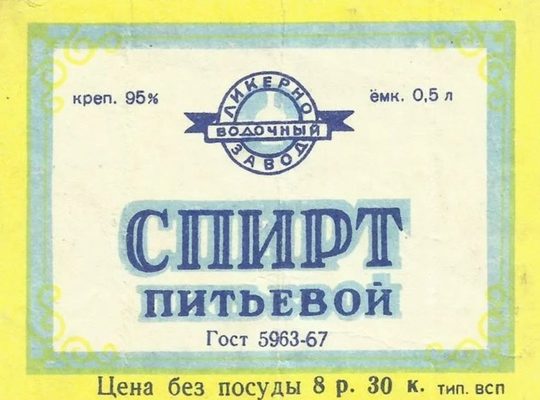 креп. 95%
ёмк. 0,5 л
ЛИКЕРНО
ВОДОЧНЫЙ
ЗАВОД
СПИРТ
ПИТЬЕВОЙ
Гост 5963-67
Цена без посуды 8 р. 30 к. тип. ВСП